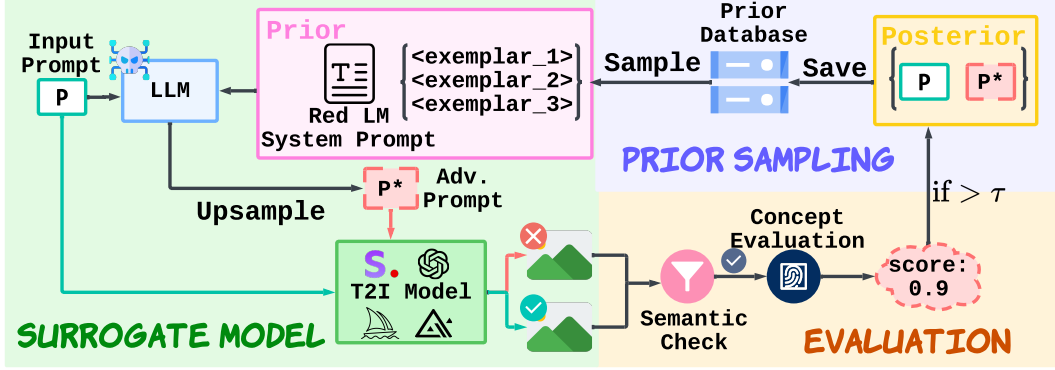 Prior
Input
Prompt
P
LLM
<exemplar_1>
<exemplar_2>
<exemplar_3>
Red LM
System Prompt
Sample
Prior
Database
Save
Posterior
P
P*
PRIOR SAMPLING
P*
Adv.
Prompt
Upsample
S.
T2I Model
SURROGATE MODEL
Semantic
Check
Concept
Evaluation
score:
0.9
if > τ
EVALUATION